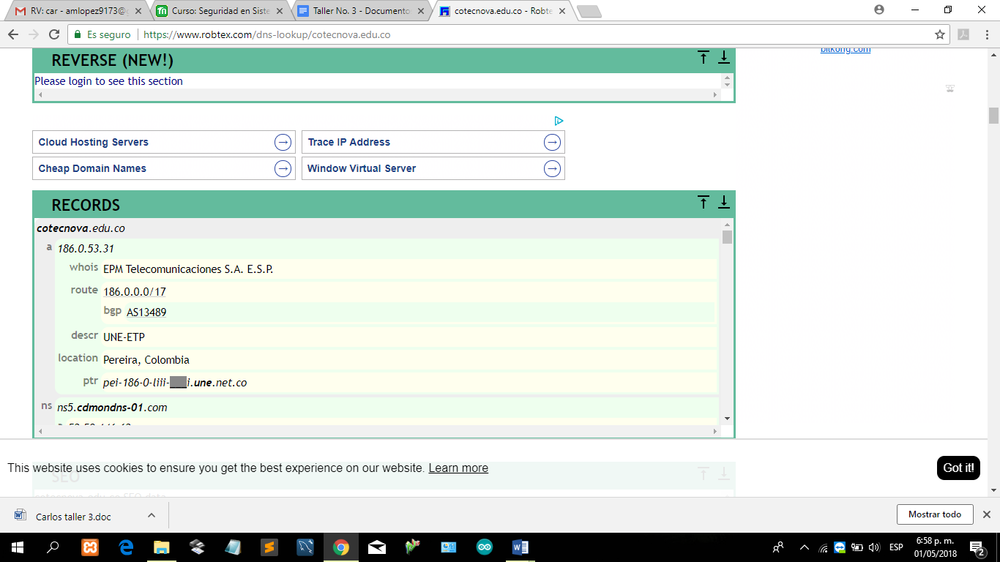 RV: car - amlopez9173@g
Curso: Seguridad en Siste
Taller No. 3 - Documento
cotecnova.edu.co - Robte
Es seguro
https://www.robtex.com/dns-lookup/cotecnova.edu.co
REVERSE (NEW!)
bitkong.com
Please login to see this section
Cloud Hosting Servers
Trace IP Address
Cheap Domain Names
Window Virtual Server
RECORDS
cotecnova.edu.co
a 186.0.53.31
whois EPM Telecomunicaciones S.A. E.S.P.
route 186.0.0.0/17
bgp AS13489
descr UNE-ETP
location Pereira, Colombia
ptr pei-186-0-liii-___i.une.net.co
ns ns5.cdmondns-01.com
This website uses cookies to ensure you get the best experience on our website. Learn more
Got it!
SEO
cotecnova.edu.co SEO data
Carlos taller 3.doc
Mostrar todo
ESP
6:58 p. m.
01/05/2018
2